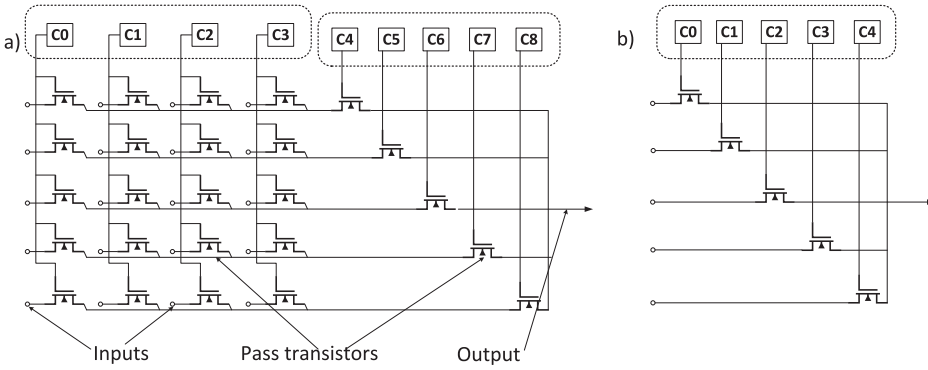 a)
C0 C1 C2 C3 C4 C5 C6 C7 C8
b)
C0 C1 C2 C3 C4
Inputs
Pass transistors
Output